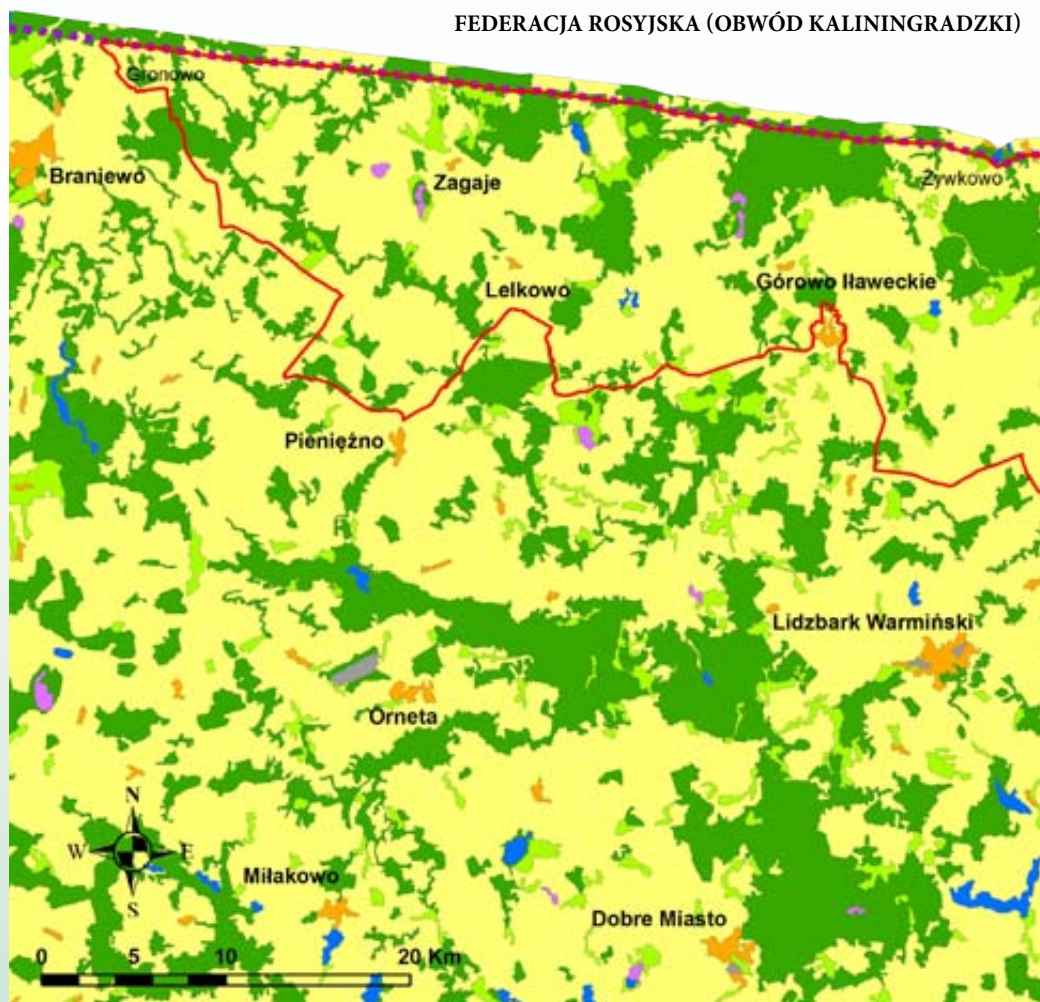 FEDERACJA ROSYJSKA (OBWÓD KALININGRADZKI)
Gronowo
Braniewo
Zagaje
Żywkowo
Lelkowo
Górowo Iławeckie
Pieniężno
Lidzbark Warmiński
Orneta
N
W E
S
Miłakowo
Dobre Miasto
0 5 10 20 Km